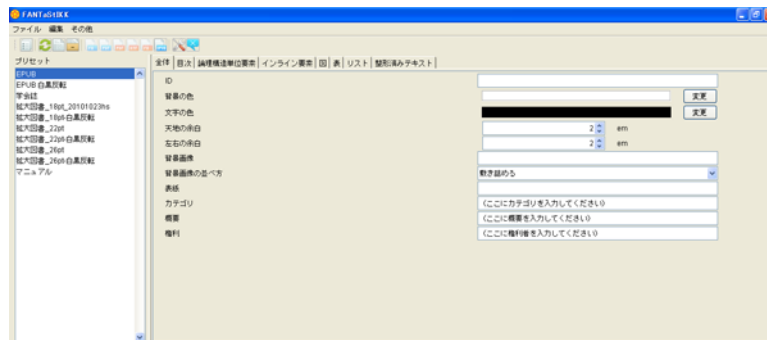 FANTaStIKK
ファイル 編集 その他
プリセット
EPUB
EPUB 白黒反転
学会誌
拡大図書_18pt_20101023hs
拡大図書_18pt-白黒反転
拡大図書_22pt
拡大図書_22pt-白黒反転
拡大図書_26pt
拡大図書_26pt-白黒反転
マニュアル
全体 目次 論理構造単位要素 インライン要素 図 表 リスト 整形済みテキスト
ID
背景の色 変更
文字の色 変更
天地の余白 2 em
左右の余白 2 em
背景画像
背景画像の並べ方 敷き詰める
表紙
カテゴリ (ここにカテゴリを入力してください)
概要 (ここに概要を入力してください)
権利 (ここに権利者を入力してください)